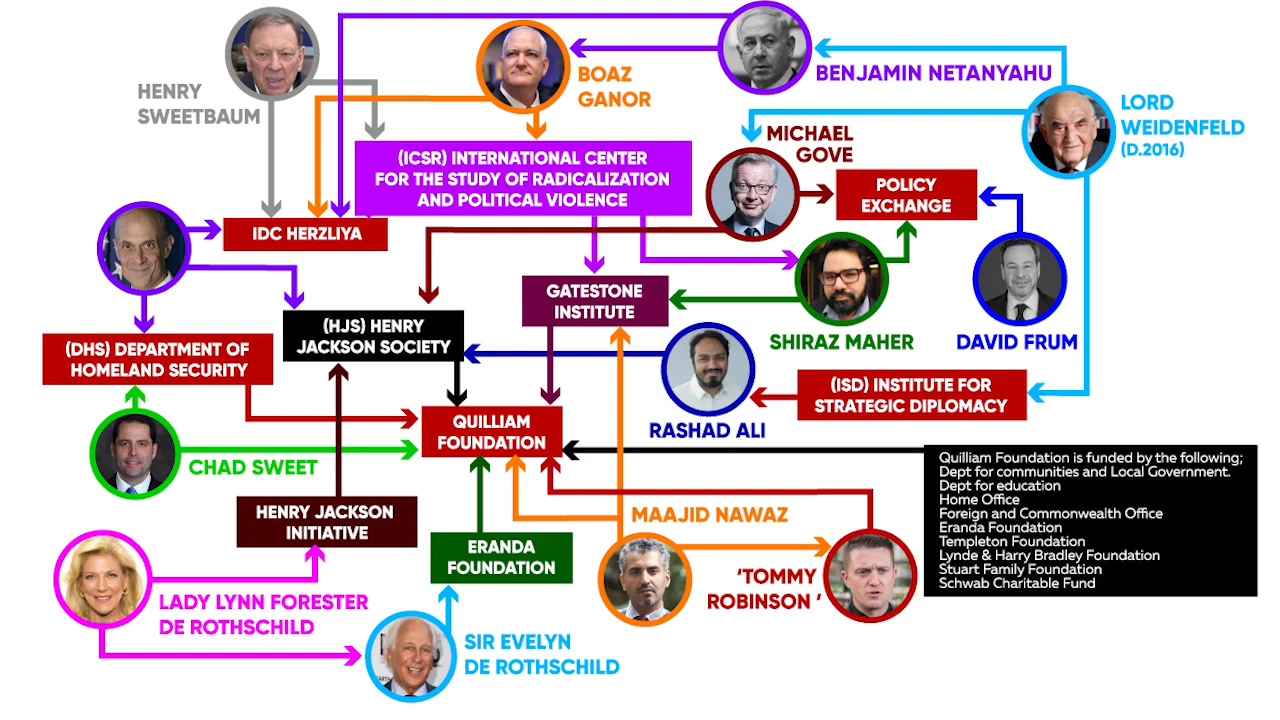 HENRY
SWEETBAUM
BOAZ
GANOR
BENJAMIN NETANYAHU
LORD
WEIDENFELD
(D.2016)
MICHAEL
GOVE
(ICSR) INTERNATIONAL CENTER
FOR THE STUDY OF RADICALIZATION
AND POLITICAL VIOLENCE
POLICY
EXCHANGE
IDC HERZLIYA
GATESTONE
INSTITUTE
SHIRAZ MAHER
DAVID FRUM
(HJS) HENRY
JACKSON SOCIETY
(DHS) DEPARTMENT OF
HOMELAND SECURITY
(ISD) INSTITUTE FOR
STRATEGIC DIPLOMACY
RASHAD ALI
QUILLIAM
FOUNDATION
CHAD SWEET
Quilliam Foundation is funded by the following;
Dept for communities and Local Government.
Dept for education
Home Office
Foreign and Commonwealth Office
Eranda Foundation
Templeton Foundation
Lynde & Harry Bradley Foundation
Stuart Family Foundation
Schwab Charitable Fund
HENRY JACKSON
INITIATIVE
MAAJID NAWAZ
ERANDA
FOUNDATION
'TOMMY
ROBINSON '
LADY LYNN FORESTER
DE ROTHSCHILD
SIR EVELYN
DE ROTHSCHILD